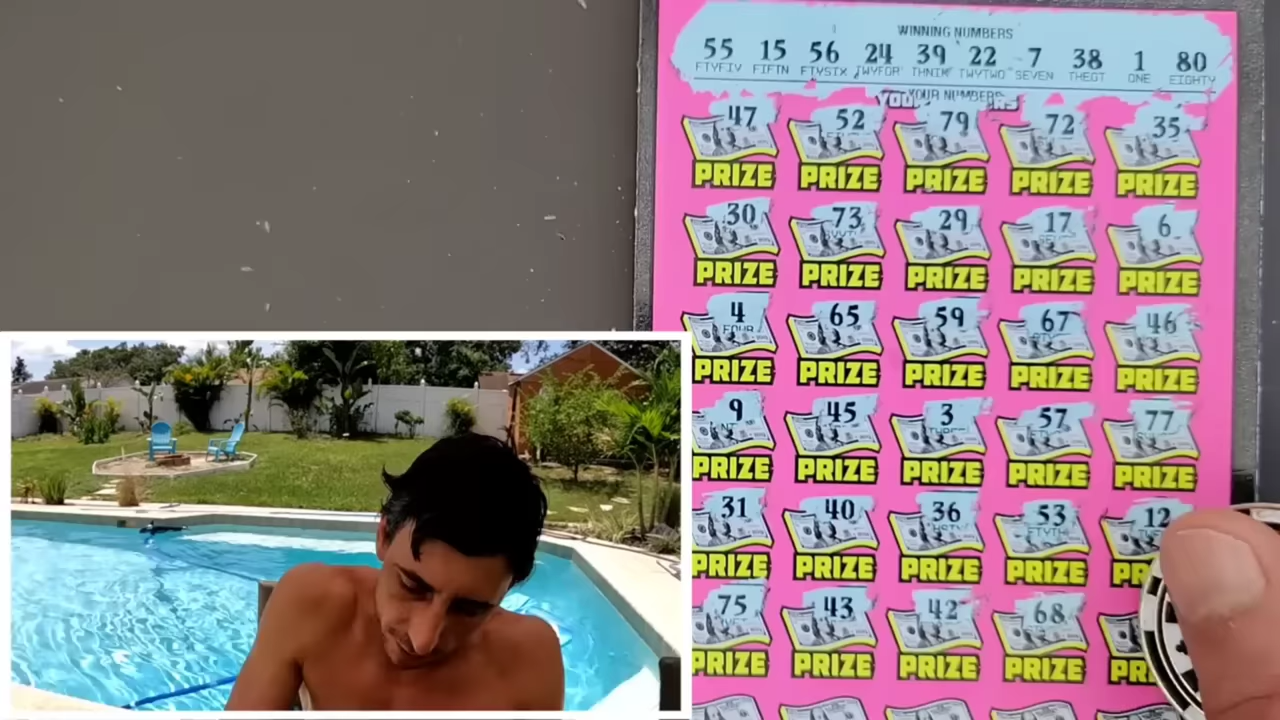 WINNING NUMBERS
55 15 56 24 39 22 7 38 1 80
FTYFIV FIFTN FTYSIX TWYFOR THNIN TWYTWO SEVEN THEGT ONE EIGHTY
YOUR NUMBERS
47 52 79 72 35
PRIZE PRIZE PRIZE PRIZE PRIZE
30 73 29 17 6
PRIZE PRIZE PRIZE PRIZE PRIZE
4 65 59 67 46
FOUR
PRIZE PRIZE PRIZE PRIZE PRIZE
9 45 3 57 77
PRIZE PRIZE PRIZE PRIZE PRIZE
31 40 36 53 12
PRIZE PRIZE PRIZE PRIZE
75 43 42 68
PRIZE PRIZE PRIZE PRIZE